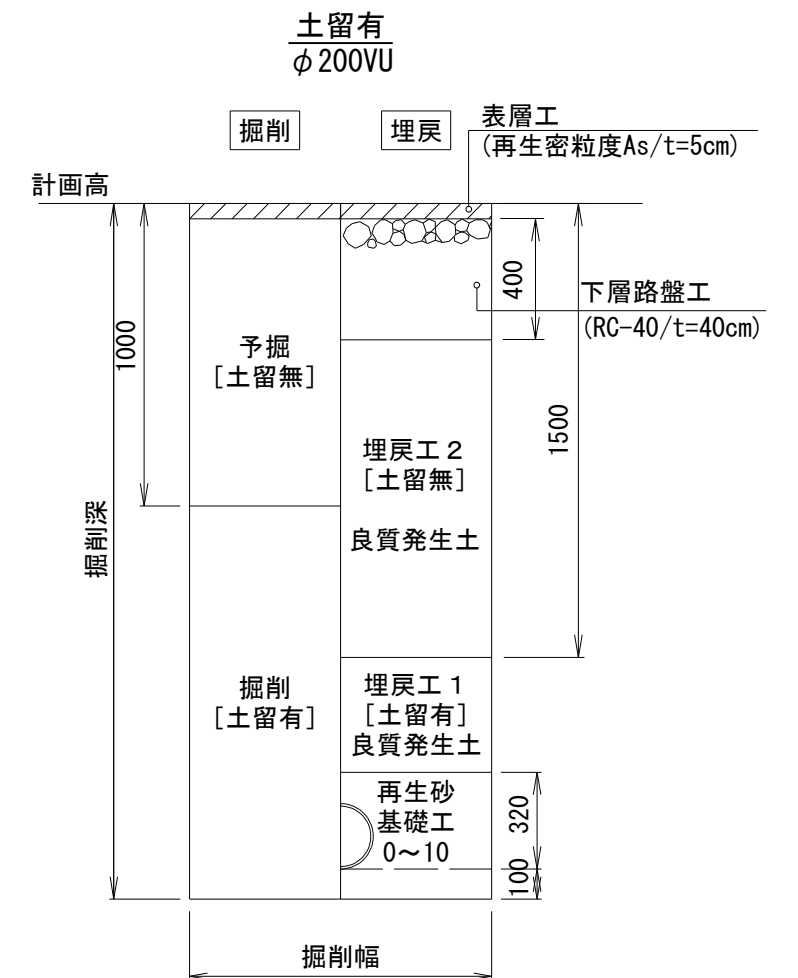 土留有
φ200VU
掘削
埋戻
表層工
(再生密粒度As/t=5cm)
計画高
400
下層路盤工
(RC-40/t=40cm)
1000
予掘
[土留無]
1500
埋戻工２
[土留無]
良質発生土
掘削深
掘削
[土留有]
埋戻工１
[土留有]
良質発生土
再生砂
基礎工
0～10
320
100
掘削幅